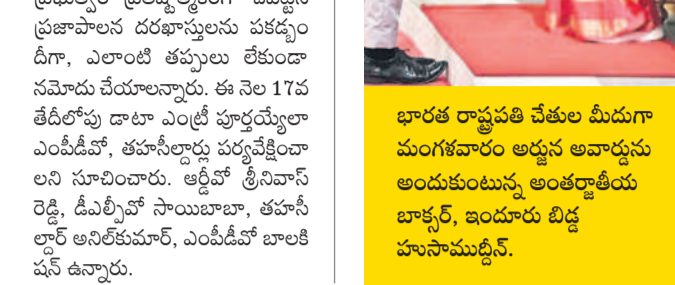 ప్రజాపాలన దరఖాస్తులను పకడ్బం
దీగా, ఎలాంటి తప్పులు లేకుండా
నమోదు చేయాలన్నారు. ఈ నెల 17వ
తేదీలోపు డాటా ఎంట్రీ పూర్తయ్యేలా
ఎంపీడీవో, తహసీల్దార్లు పర్యవేక్షించా
లని సూచించారు. ఆర్డీవో శ్రీనివాస్
రెడ్డి, డీఎల్పీవో సాయిబాబా, తహసీ
ల్దార్ అనిల్‌కుమార్, ఎంపీడీవో బాలకి
షన్ ఉన్నారు.
భారత రాష్ట్రపతి చేతుల మీదుగా
మంగళవారం అర్జున అవార్డును
అందుకుంటున్న అంతర్జాతీయ
బాక్సర్, ఇందూరు బిడ్డ
హుసాముద్దీన్.